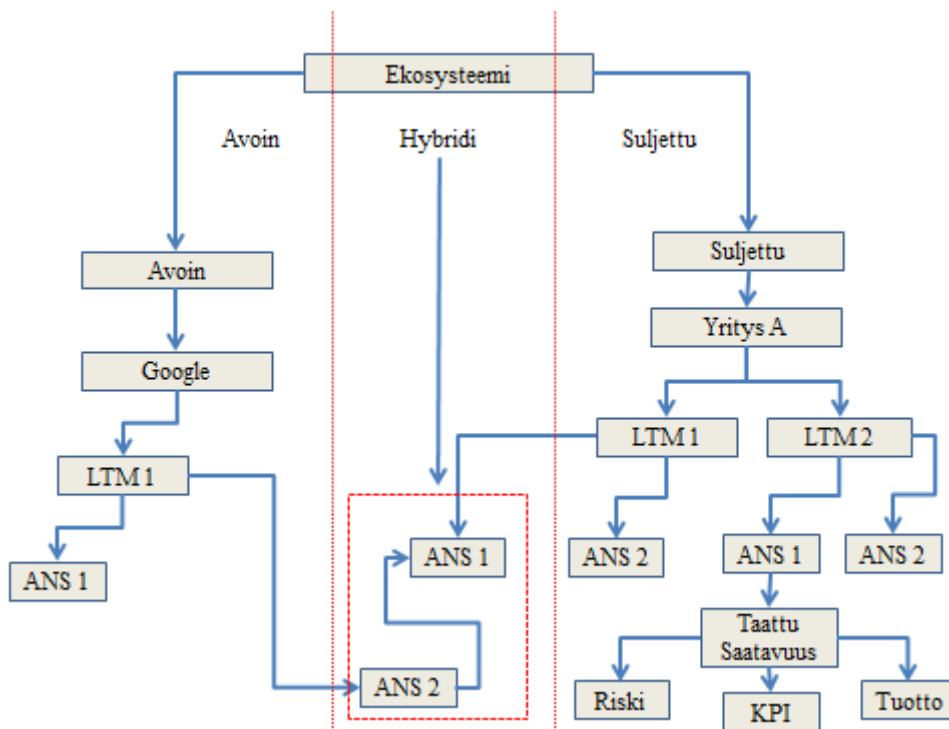 Ekosysteemi
Avoin
Hybridi
Suljettu
Avoin
Suljettu
Yritys A
Google
LTM 1
LTM 1
LTM 2
ANS 1
ANS 1
ANS 2
ANS 1
ANS 2
ANS 2
Taattu
Saatavuus
Riski
KPI
Tuotto